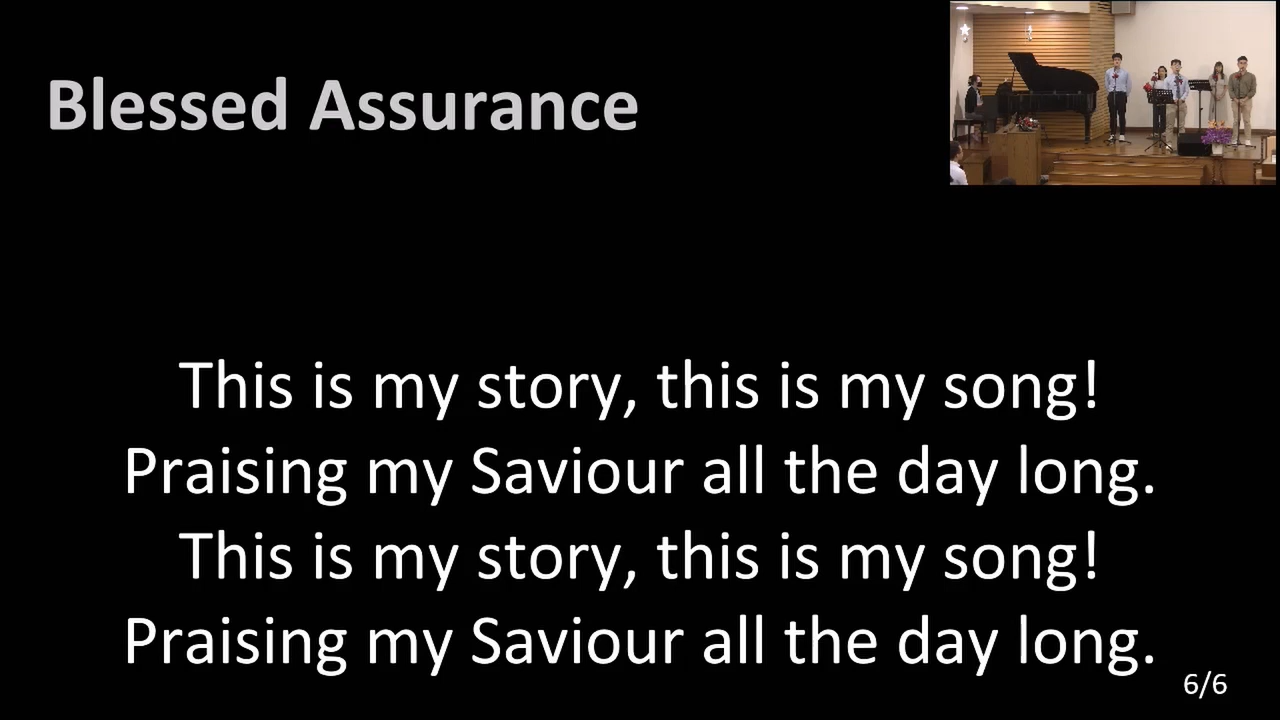 Blessed Assurance
This is my story, this is my song!
Praising my Saviour all the day long.
This is my story, this is my song!
Praising my Saviour all the day long.
6/6